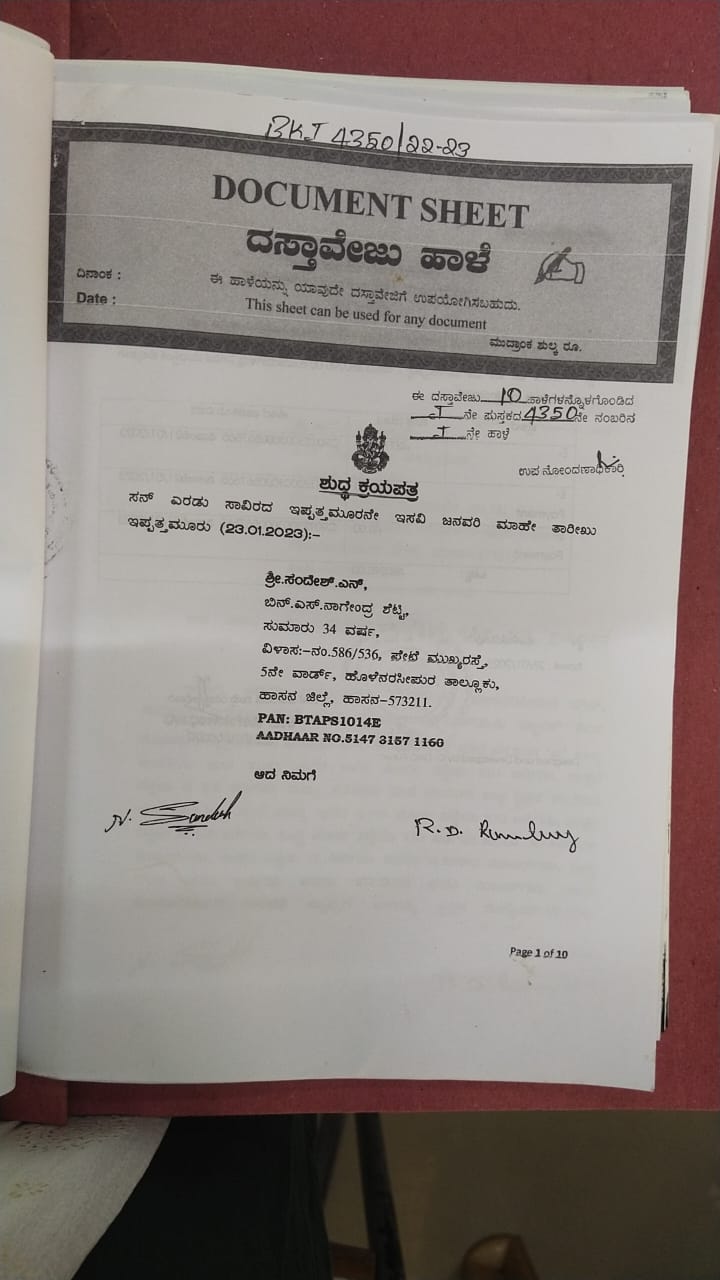 BKI 4350/22-23
DOCUMENT SHEET
ದಸ್ತಾವೇಜು ಹಾಳೆ
ದಿನಾಂಕ :
ಈ ಹಾಳೆಯನ್ನು ಯಾವುದೇ ದಸ್ತಾವೇಜಿಗೆ ಉಪಯೋಗಿಸಬಹುದು.
Date :
This sheet can be used for any document
ಮುದ್ರಾಂಕ ಶುಲ್ಕ ರೂ.
ಈ ದಸ್ತಾವೇಜು 10 ಹಾಳೆಗಳನ್ನೊಳಗೊಂಡಿದೆ
I ನೇ ಪುಸ್ತಕದ 4350 ನೇ ನಂಬರಿನ
I ನೇ ಹಾಳೆ
ಉಪ ನೋಂದಣಾಧಿಕಾರಿ
ಶುದ್ಧ ಕ್ರಯಪತ್ರ
ಸನ್ ಎರಡು ಸಾವಿರದ ಇಪ್ಪತ್ತಮೂರನೇ ಇಸವಿ ಜನವರಿ ಮಾಹೇ ತಾರೀಖು
ಇಪ್ಪತ್ತಮೂರು (23.01.2023):-
ಶ್ರೀ.ಸಂದೇಶ್.ಎನ್,
ಬಿನ್.ಎಸ್.ನಾಗೇಂದ್ರ ಶೆಟ್ಟಿ,
ಸುಮಾರು 34 ವರ್ಷ,
ವಿಳಾಸ:-ನಂ.586/536, ಪೇಟೆ ಮುಖ್ಯರಸ್ತೆ,
5ನೇ ವಾರ್ಡ್, ಹೊಳೆನರಸೀಪುರ ತಾಲ್ಲೂಕು,
ಹಾಸನ ಜಿಲ್ಲೆ, ಹಾಸನ-573211.
PAN: BTAPS1014E
AADHAAR NO.5147 3157 1160
ಆದ ನಿಮಗೆ
N. Sandesh
R. D.
Page 1 of 10